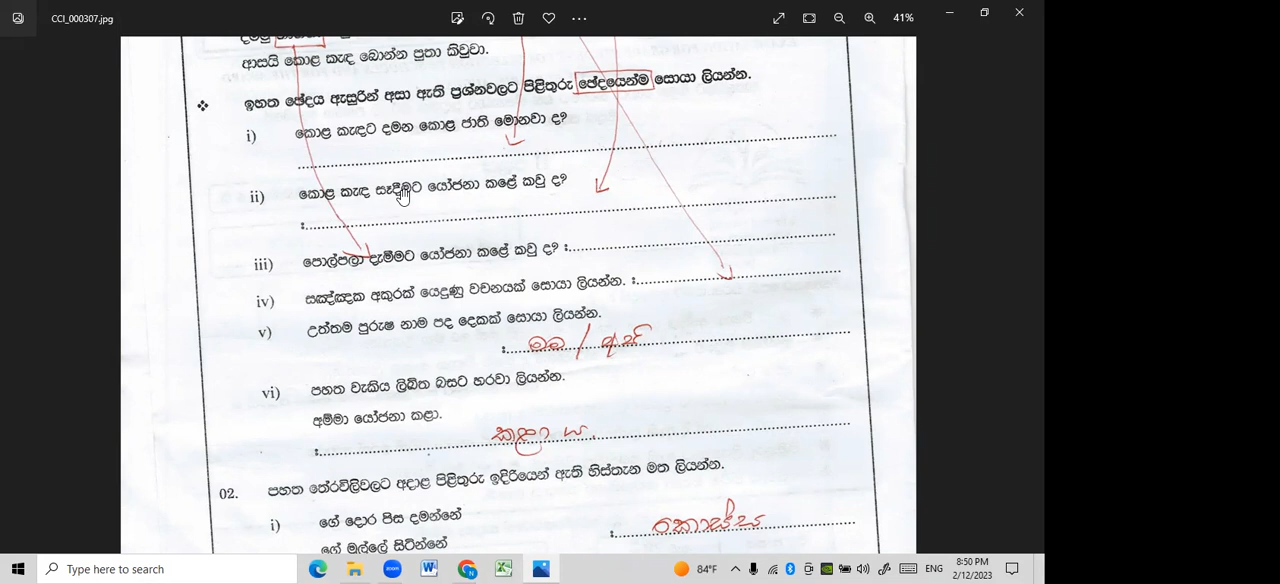 CCI_000307.jpg
41%
ආසයි කොළ කැඳ බොන්න පුතා කිවුවා.
❖ ඉහත ඡේදය ඇසුරින් අසා ඇති ප්‍රශ්නවලට පිළිතුරු ඡේදයෙන්ම සොයා ලියන්න.
i) කොළ කැඳට දමන කොළ ජාති මොනවා ද?
ii) කොළ කැඳ සෑදීමට යෝජනා කළේ කවු ද?
iii) පොල්පලා දැම්මට යෝජනා කළේ කවු ද? :
iv) සඤ්ඤක අකුරක් යෙදුණු වචනයක් සොයා ලියන්න. :
v) උත්තම පුරුෂ නාම පද දෙකක් සොයා ලියන්න.
: මම / අපි
vi) පහත වැකිය ලිඛිත බසට හරවා ලියන්න.
අම්මා යෝජනා කළා.
: කළා ය.
02. පහත තේරවිලිවලට අදාළ පිළිතුරු ඉදිරියෙන් ඇති හිස්තැන මත ලියන්න.
i) ගේ දොර පිස දමන්නේ
: කොස්ස
ගේ මුල්ලේ සිටින්නේ
Type here to search
84°F
ENG
8:50 PM
2/12/2023